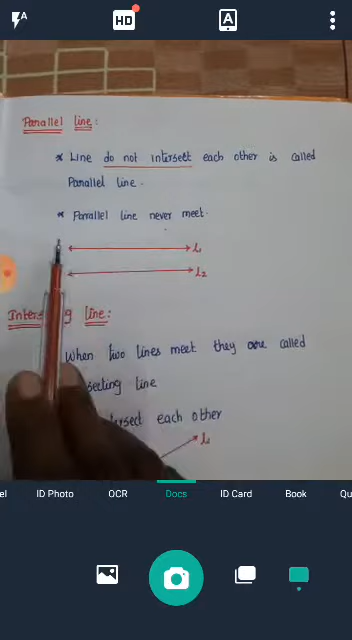 A
HD
A
Parallel line:
* Line do not intersect each other is called
Parallel line.
* Parallel line never meet.
l₁
l₂
line:
When two lines meet they are called
line
each other
l₁
ID Photo
OCR
Docs
ID Card
Book